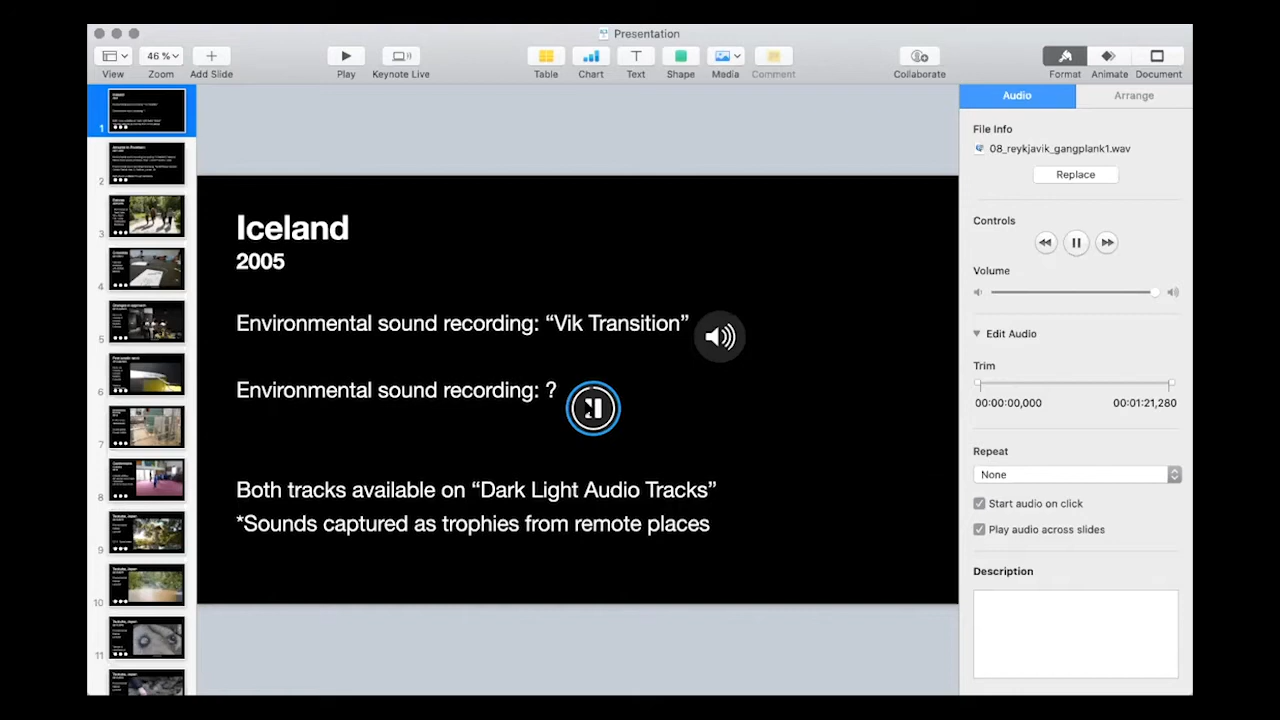 Presentation
46 %
View
Zoom
Add Slide
Play
Keynote Live
Table
Chart
Text
Shape
Media
Comment
Collaborate
Format
Animate
Document
1
2
3
4
5
6
7
8
9
10
11
Iceland
2005
Environmental sound recording: “Vik Transition”
Environmental sound recording: ?
Both tracks available on “Dark Light Audio Tracks”
*Sounds captured as trophies from remote places
Audio
Arrange
File Info
08_reykjavik_gangplank1.wav
Replace
Controls
Volume
Edit Audio
Trim
00:00:00,000
00:01:21,280
Repeat
None
Start audio on click
Play audio across slides
Description